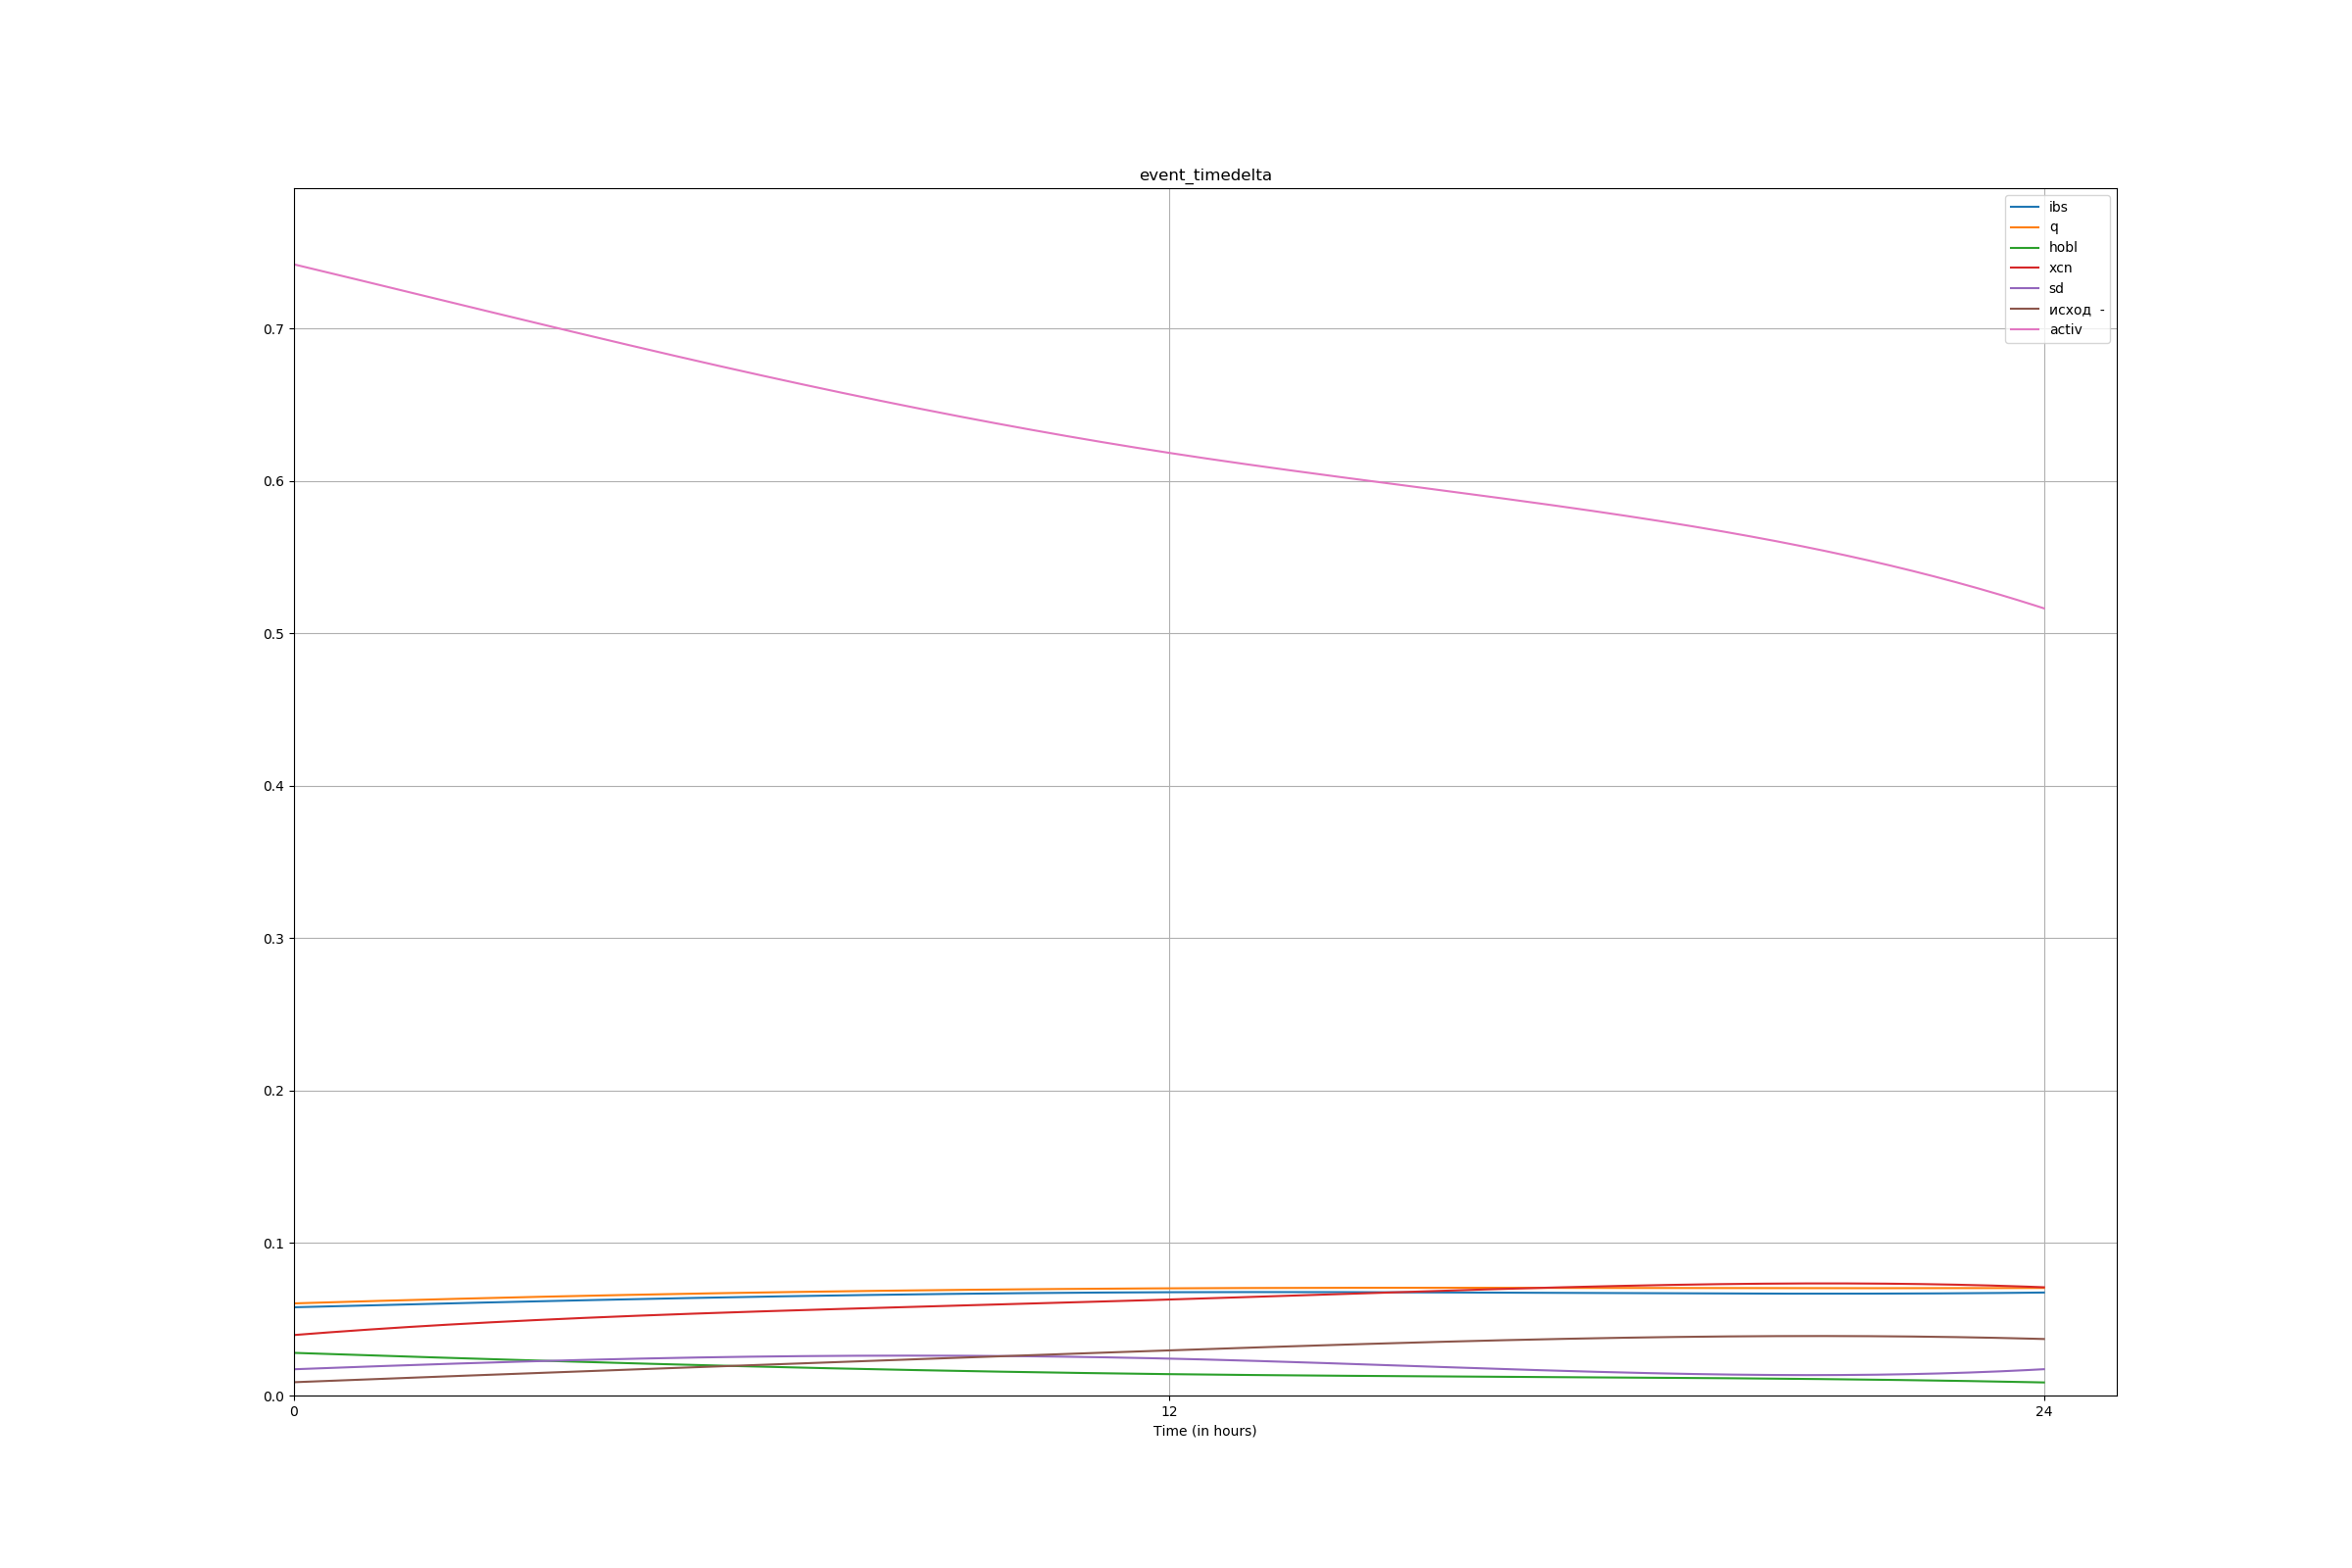 event_timedelta
ibs
q
hobl
xcn
sd
исход -
activ
0.7
0.6
0.5
0.4
0.3
0.2
0.1
0.0
0 12 24
Time (in hours)